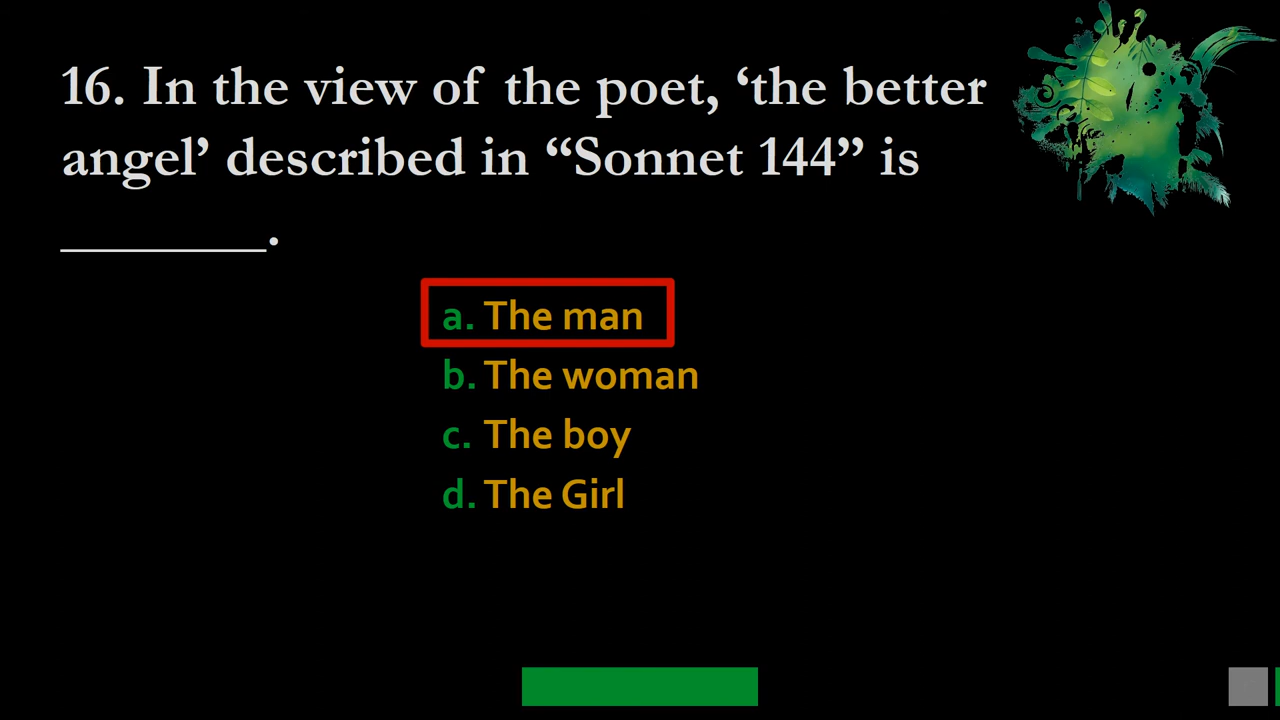 16. In the view of the poet, ‘the better
angel’ described in “Sonnet 144” is
________.
a. The man
b. The woman
c. The boy
d. The Girl